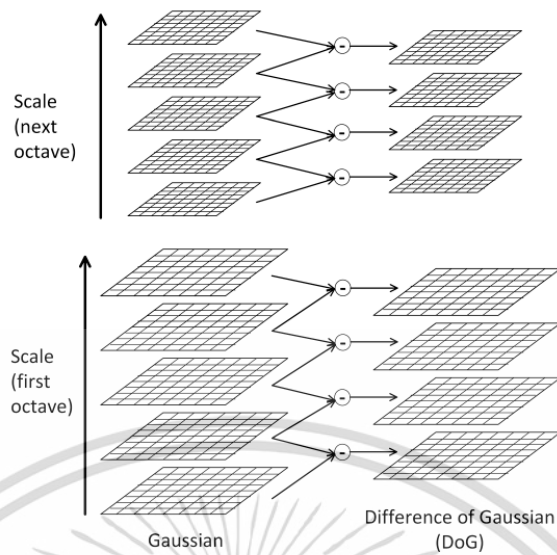 Scale
(next
octave)
-
-
-
-
Scale
(first
octave)
-
-
-
-
Gaussian
Difference of Gaussian
(DoG)